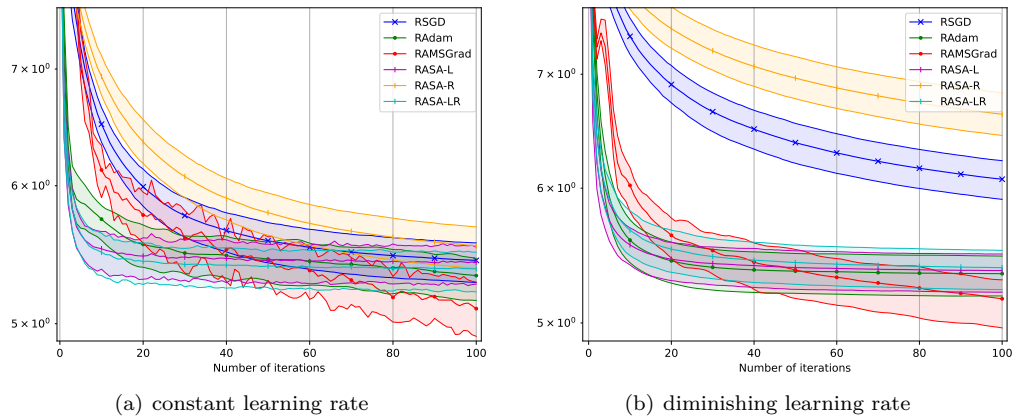 7 × 10⁰
6 × 10⁰
5 × 10⁰
0
20
40
60
80
100
Number of iterations
RSGD
RAdam
RAMSGrad
RASA-L
RASA-R
RASA-LR
(a) constant learning rate
7 × 10⁰
6 × 10⁰
5 × 10⁰
0
20
40
60
80
100
Number of iterations
RSGD
RAdam
RAMSGrad
RASA-L
RASA-R
RASA-LR
(b) diminishing learning rate